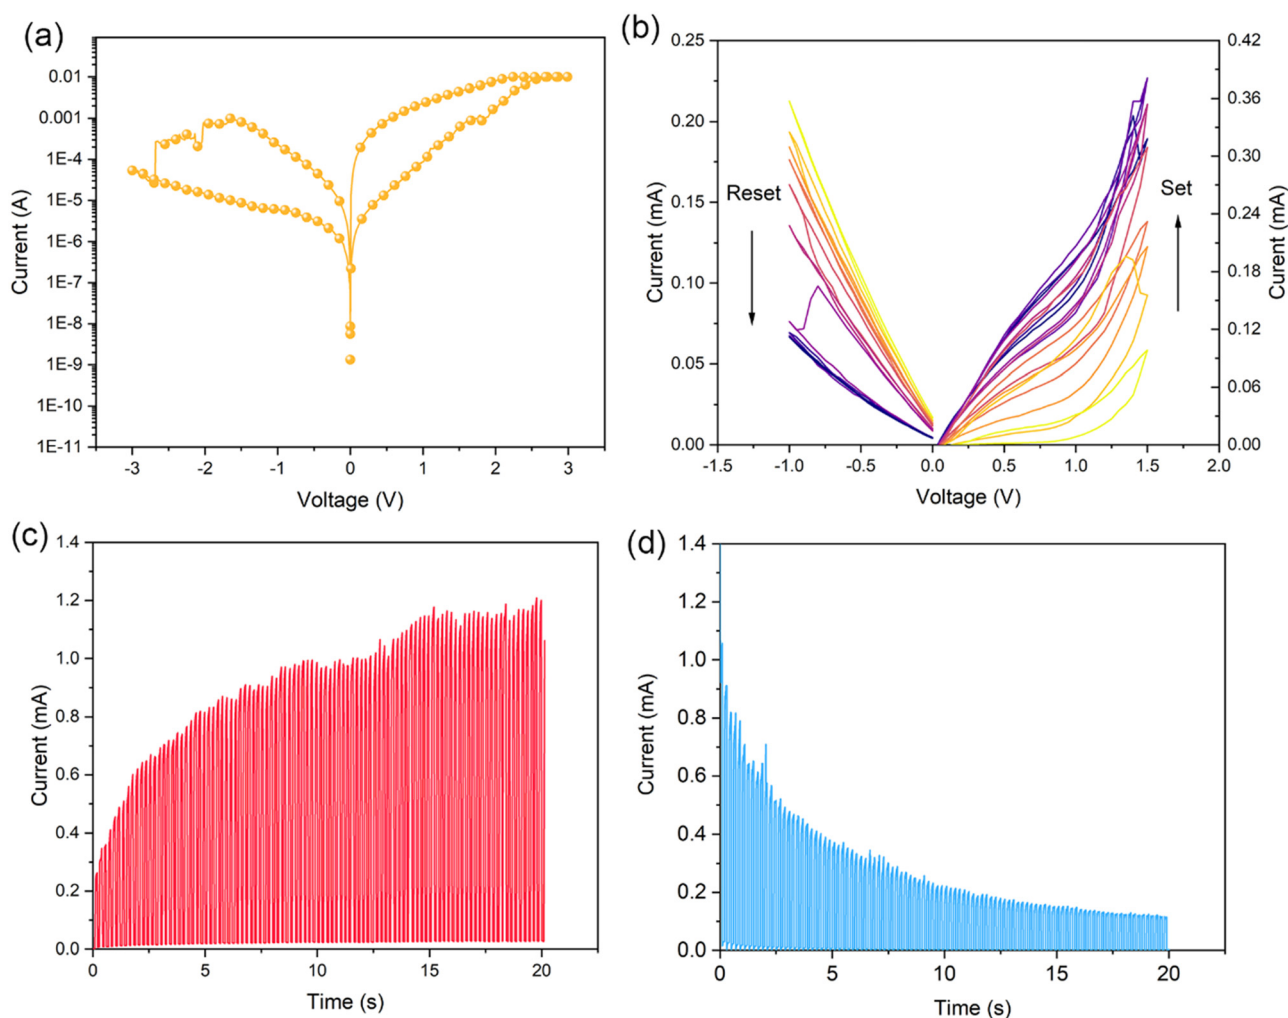 (a)
0.01
0.001
1E-4
1E-5
1E-6
1E-7
1E-8
1E-9
1E-10
1E-11
Current (A)
-3
-2
-1
0
1
2
3
Voltage (V)
(b)
0.25
0.20
0.15
0.10
0.05
0.00
Current (mA)
Reset
Set
0.42
0.36
0.30
0.24
0.18
0.12
0.06
0.00
Curent (mA)
-1.5
-1.0
-0.5
0.0
0.5
1.0
1.5
2.0
Voltage (V)
(c)
1.4
1.2
1.0
0.8
0.6
0.4
0.2
0.0
Current (mA)
0
5
10
15
20
Time (s)
(d)
1.4
1.2
1.0
0.8
0.6
0.4
0.2
0.0
Current (mA)
0
5
10
15
20
Time (s)